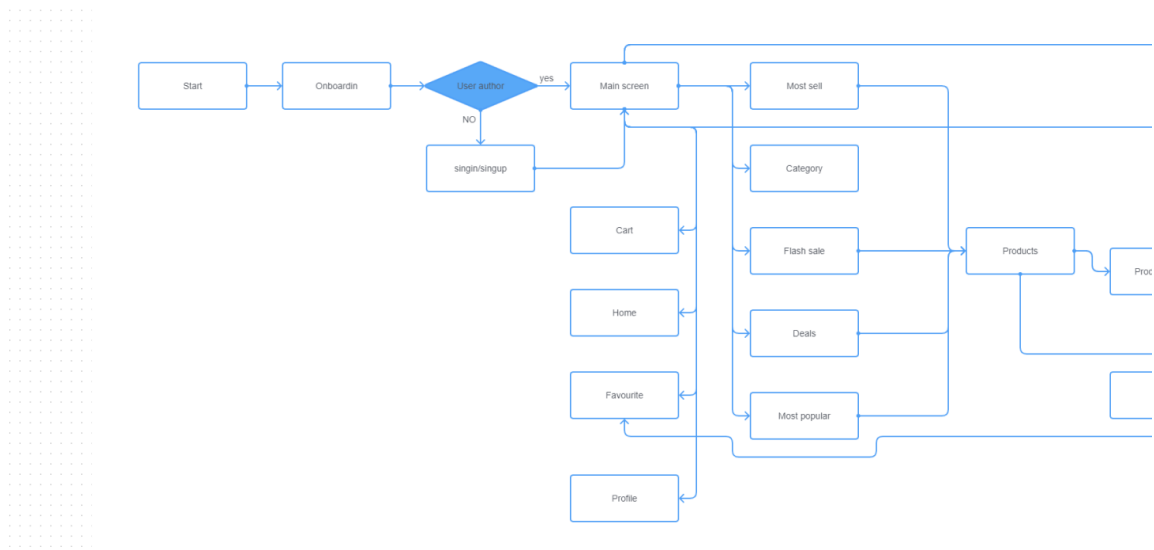 Start
Onboardin
User author
yes
Main screen
Most sell
NO
singin/singup
Category
Cart
Flash sale
Products
Prod
Home
Deals
Favourite
Most popular
Profile